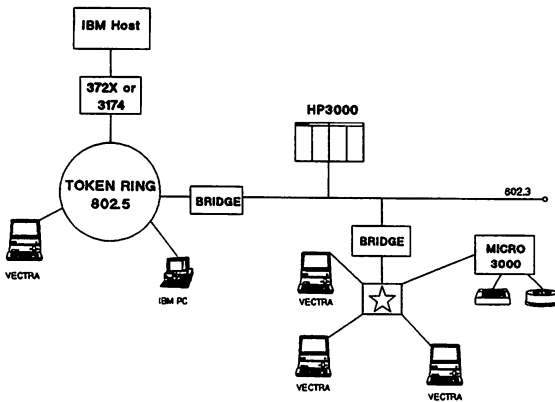 IBM Host
372X or
3174
HP3000
TOKEN RING
802.5
BRIDGE
802.3
BRIDGE
MICRO
3000
VECTRA
IBM PC
VECTRA
VECTRA
VECTRA